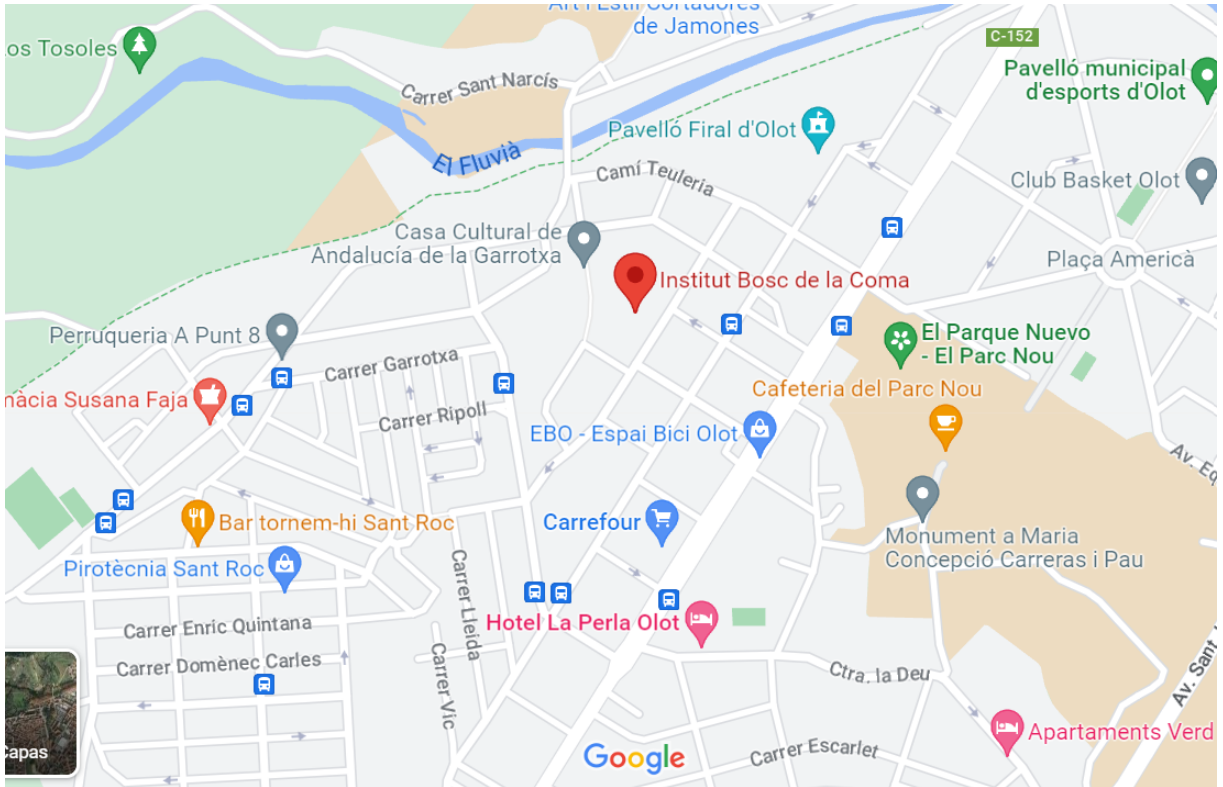 Art i Estil Cortadores
de Jamones
C-152
os Tosoles
Carrer Sant Narcís
Pavelló municipal
d'esports d'Olot
Pavelló Firal d'Olot
El Fluvià
Camí Teuleria
Club Basket Olot
Casa Cultural de
Andalucía de la Garrotxa
Plaça Americà
Institut Bosc de la Coma
Perruqueria A Punt 8
El Parque Nuevo
- El Parc Nou
Carrer Garrotxa
Cafeteria del Parc Nou
màcia Susana Faja
Carrer Ripoll
EBO - Espai Bici Olot
Av. Eq
Bar tornem-hi Sant Roc
Carrefour
Monument a Maria
Concepció Carreras i Pau
Pirotècnia Sant Roc
Carrer Lleida
Carrer Enric Quintana
Hotel La Perla Olot
Carrer Domènec Carles
Carrer Vic
Ctra. la Deu
Av. Sant
Apartaments Verd
Capas
Google
Carrer Escarlet